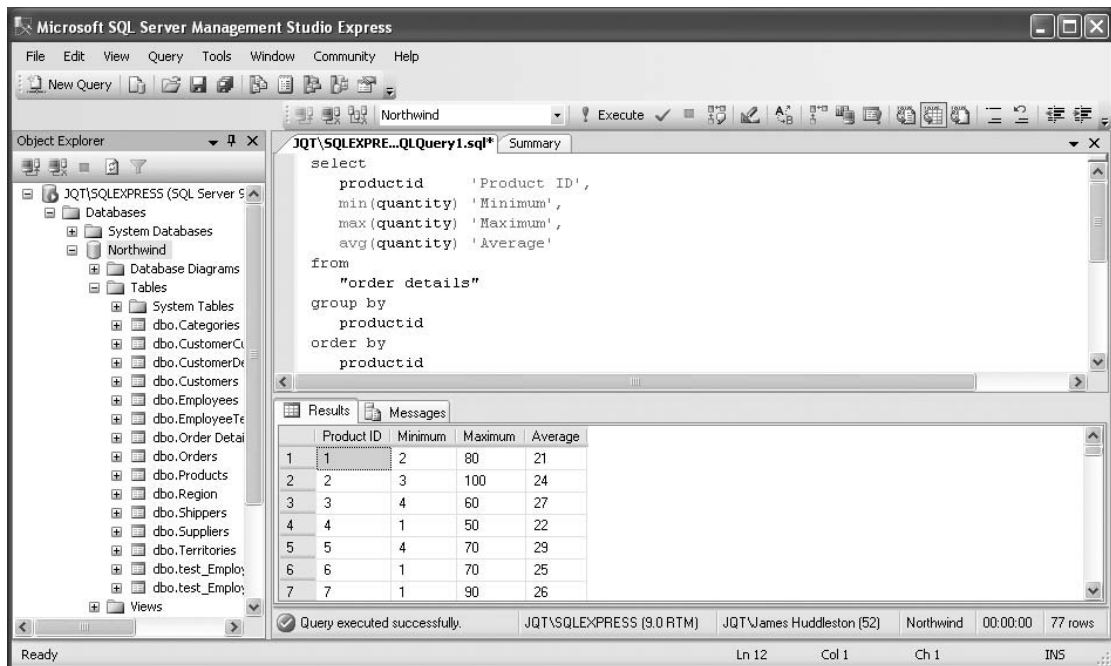 Microsoft SQL Server Management Studio Express
File Edit View Query Tools Window Community Help
New Query
Northwind Execute
Object Explorer
JQT\SQLEXPRE...QLQuery1.sql* Summary
JQT\SQLEXPRESS (SQL Server 9
Databases
System Databases
Northwind
Database Diagrams
Tables
System Tables
dbo.Categories
dbo.CustomerCu
dbo.CustomerDe
dbo.Customers
dbo.Employees
dbo.EmployeeTe
dbo.Order Detai
dbo.Orders
dbo.Products
dbo.Region
dbo.Shippers
dbo.Suppliers
dbo.Territories
dbo.test_Employ
dbo.test_Employ
Views
select
productid 'Product ID',
min(quantity) 'Minimum',
max(quantity) 'Maximum',
avg(quantity) 'Average'
from
"order details"
group by
productid
order by
productid
Results Messages
Product ID Minimum Maximum Average
1 1 2 80 21
2 2 3 100 24
3 3 4 60 27
4 4 1 50 22
5 5 4 70 29
6 6 1 70 25
7 7 1 90 26
Query executed successfully. JQT\SQLEXPRESS (9.0 RTM) JQT\James Huddleston (52) Northwind 00:00:00 77 rows
Ready Ln 12 Col 1 Ch 1 INS